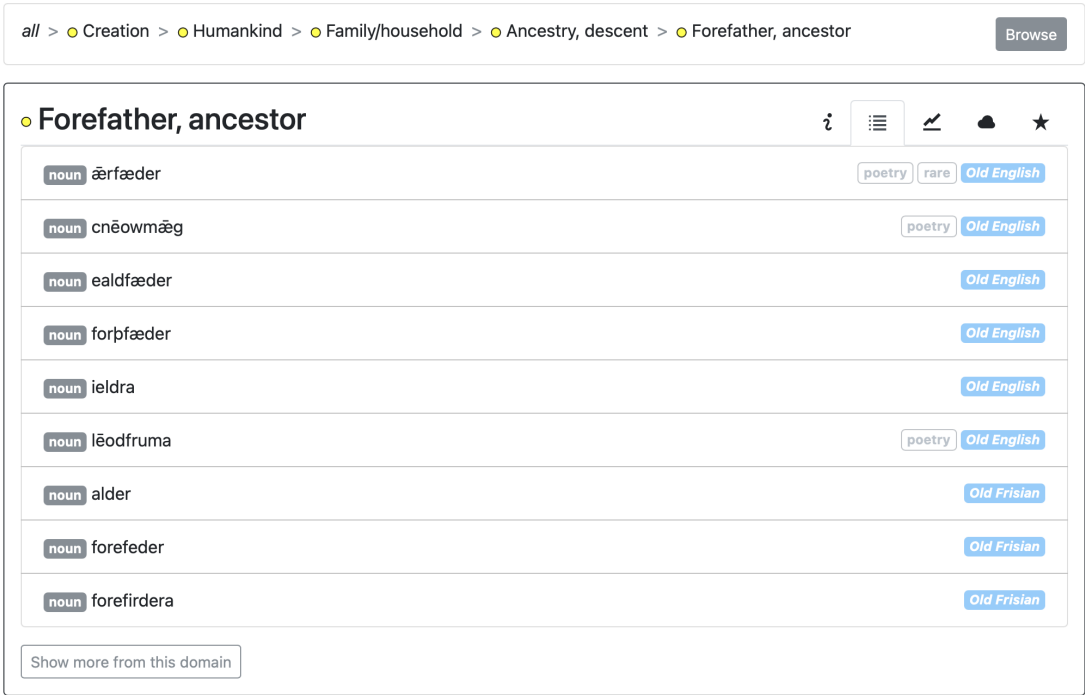 all > Creation > Humankind > Family/household > Ancestry, descent > Forefather, ancestor Browse
Forefather, ancestor
noun ǣrfæder poetry rare Old English
noun cnēowmǣg poetry Old English
noun ealdfæder Old English
noun forþfæder Old English
noun ieldra Old English
noun lēodfruma poetry Old English
noun alder Old Frisian
noun forefeder Old Frisian
noun forefirdera Old Frisian
Show more from this domain